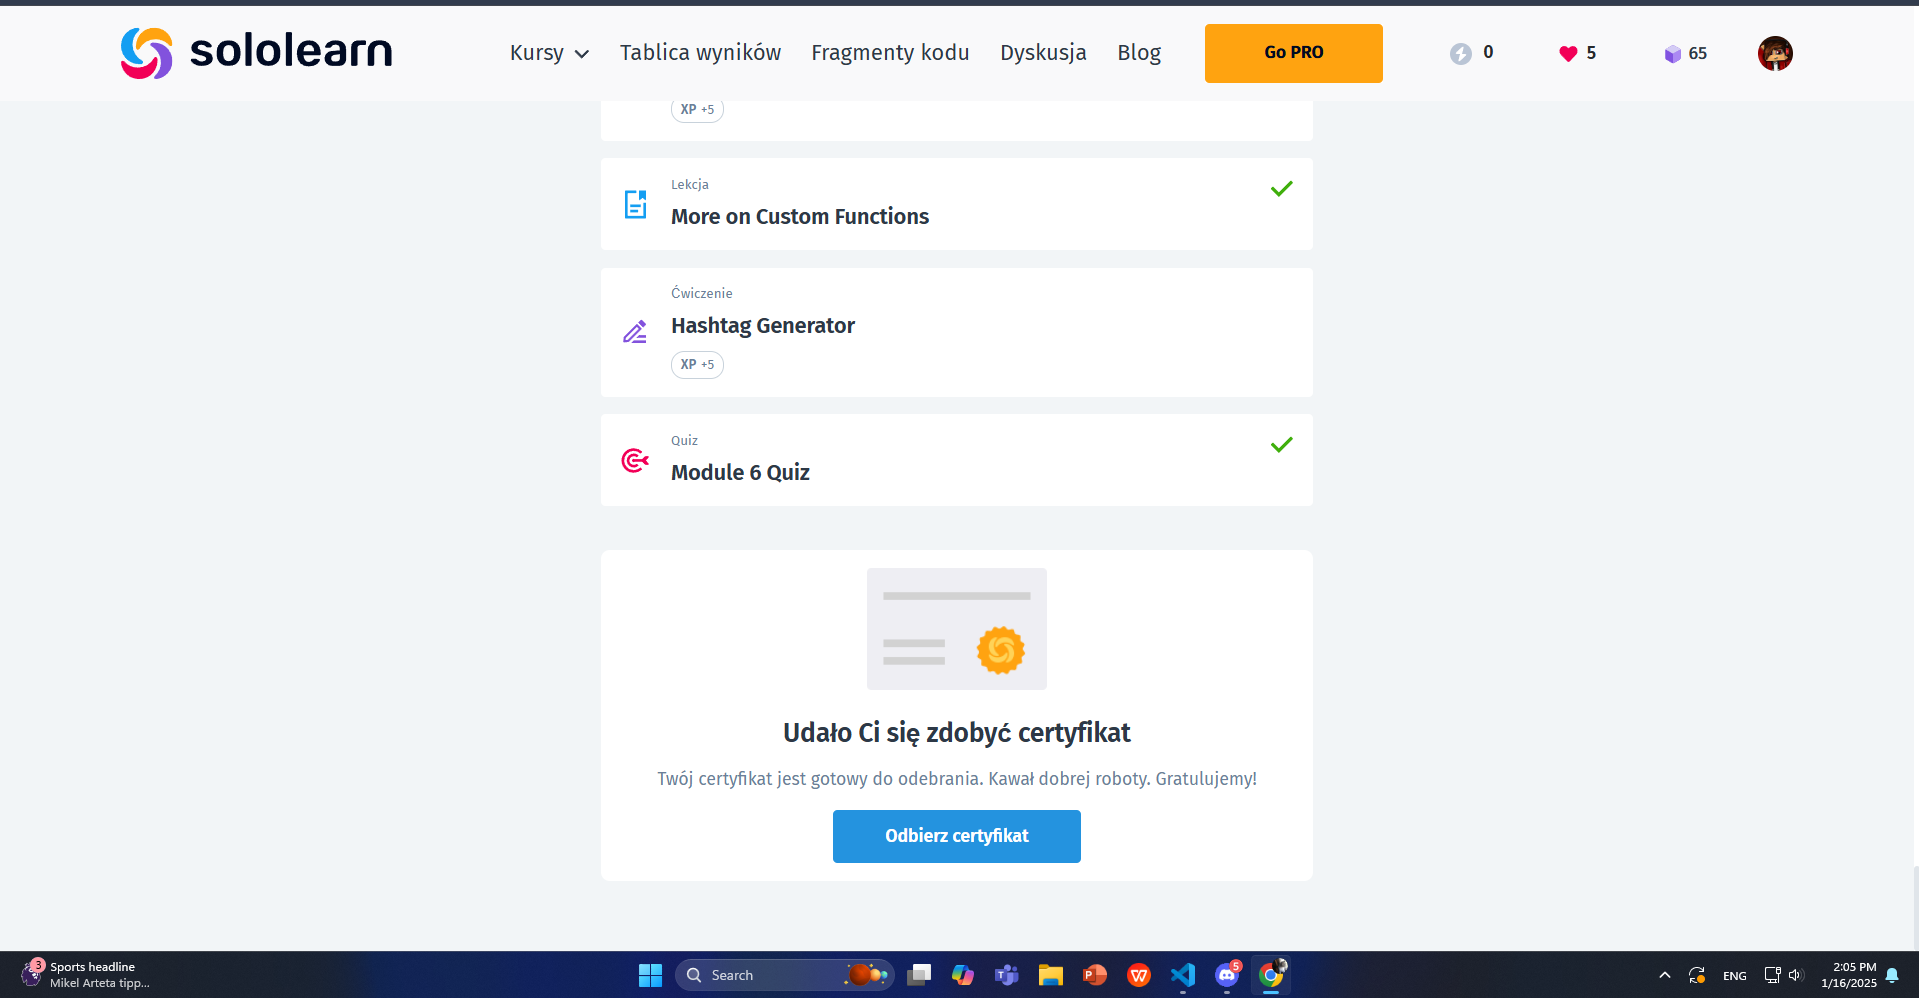 sololearn
Kursy
Tablica wyników
Fragmenty kodu
Dyskusja
Blog
Go PRO
0
5
65
XP +5
Lekcja
More on Custom Functions
Ćwiczenie
Hashtag Generator
XP +5
Quiz
Module 6 Quiz
Udało Ci się zdobyć certyfikat
Twój certyfikat jest gotowy do odebrania. Kawał dobrej roboty. Gratulujemy!
Odbierz certyfikat
3
Sports headline
Mikel Arteta tipp...
Search
5
ENG
2:05 PM
1/16/2025